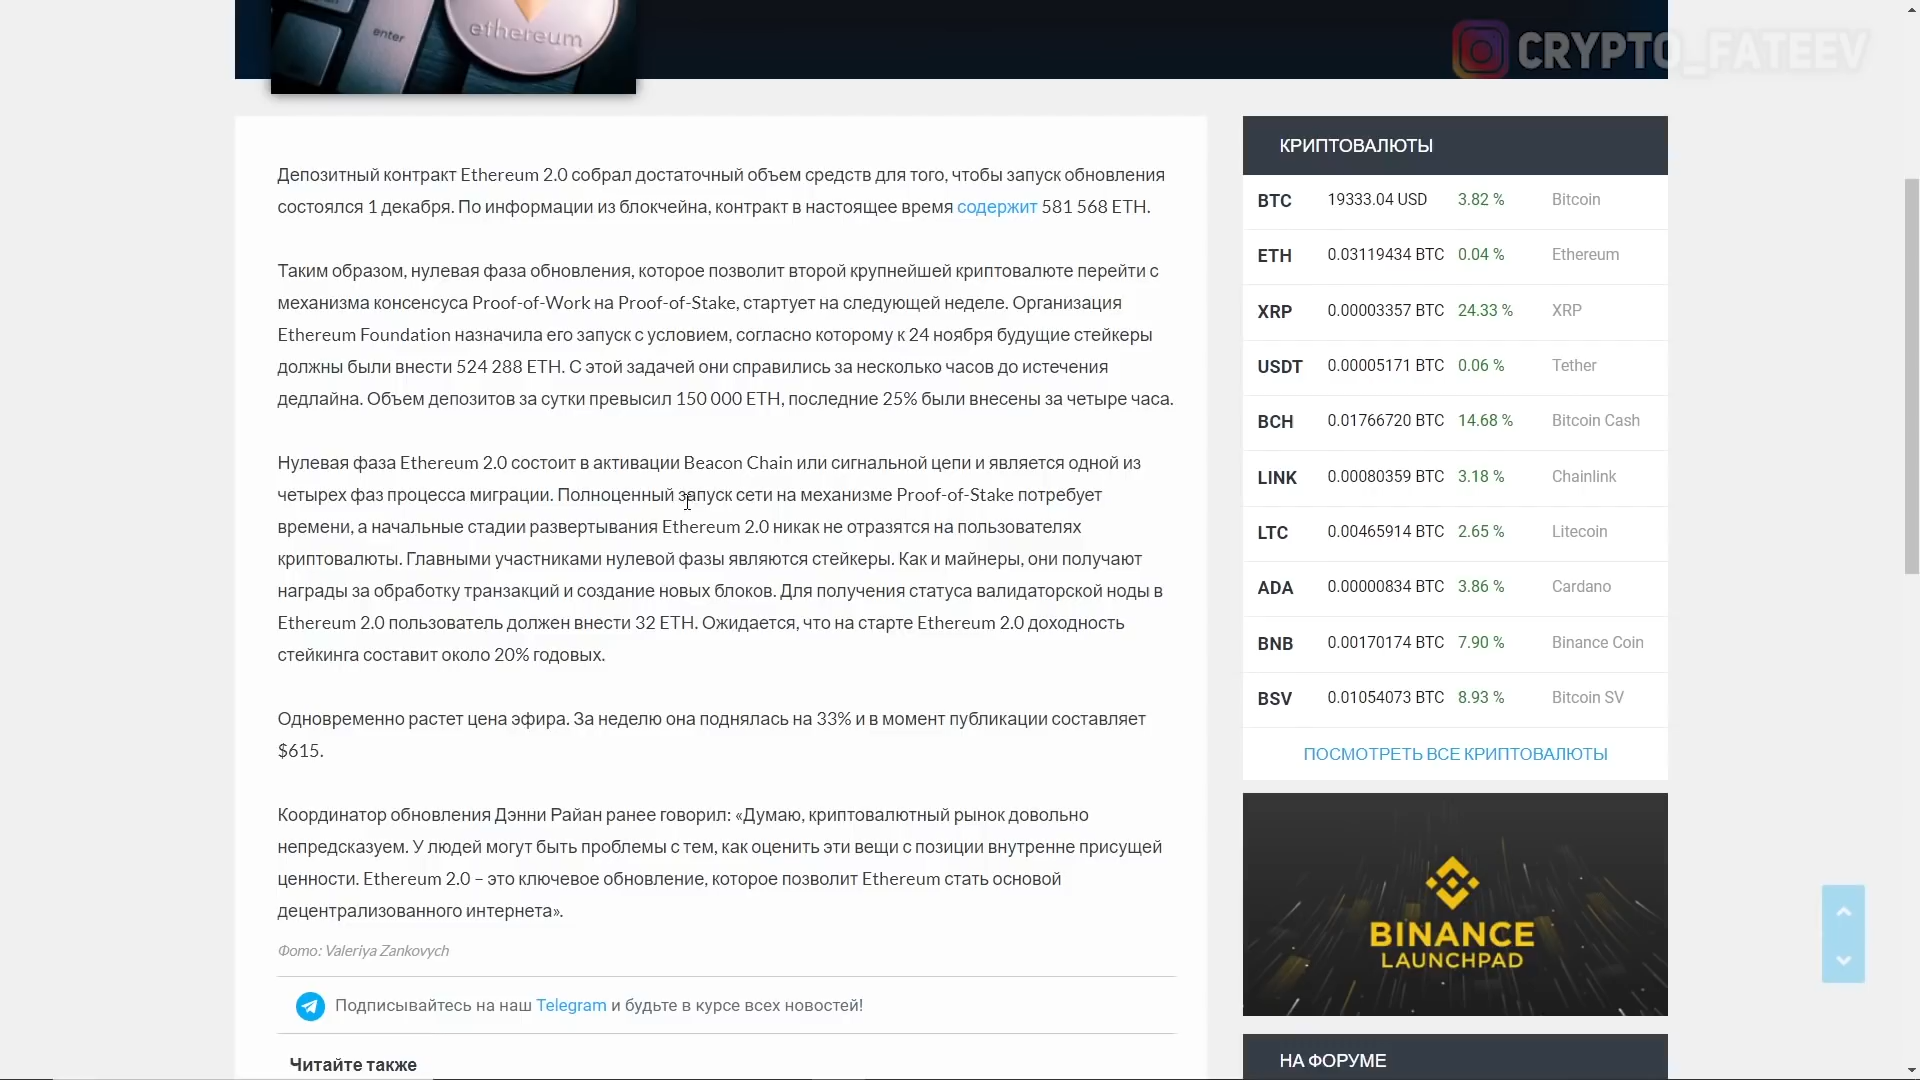 enter
ethereum
CRYPTO_FATEEV
Депозитный контракт Ethereum 2.0 собрал достаточный объем средств для того, чтобы запуск обновления
состоялся 1 декабря. По информации из блокчейна, контракт в настоящее время содержит 581 568 ETH.
Таким образом, нулевая фаза обновления, которое позволит второй крупнейшей криптовалюте перейти с
механизма консенсуса Proof-of-Work на Proof-of-Stake, стартует на следующей неделе. Организация
Ethereum Foundation назначила его запуск с условием, согласно которому к 24 ноября будущие стейкеры
должны были внести 524 288 ETH. С этой задачей они справились за несколько часов до истечения
дедлайна. Объем депозитов за сутки превысил 150 000 ETH, последние 25% были внесены за четыре часа.
Нулевая фаза Ethereum 2.0 состоит в активации Beacon Chain или сигнальной цепи и является одной из
четырех фаз процесса миграции. Полноценный запуск сети на механизме Proof-of-Stake потребует
времени, а начальные стадии развертывания Ethereum 2.0 никак не отразятся на пользователях
криптовалюты. Главными участниками нулевой фазы являются стейкеры. Как и майнеры, они получают
награды за обработку транзакций и создание новых блоков. Для получения статуса валидаторской ноды в
Ethereum 2.0 пользователь должен внести 32 ETH. Ожидается, что на старте Ethereum 2.0 доходность
стейкинга составит около 20% годовых.
Одновременно растет цена эфира. За неделю она поднялась на 33% и в момент публикации составляет
$615.
Координатор обновления Дэнни Райан ранее говорил: «Думаю, криптовалютный рынок довольно
непредсказуем. У людей могут быть проблемы с тем, как оценить эти вещи с позиции внутренне присущей
ценности. Ethereum 2.0 – это ключевое обновление, которое позволит Ethereum стать основой
децентрализованного интернета».
Фото: Valeriya Zankovych
Подписывайтесь на наш Telegram и будьте в курсе всех новостей!
Читайте также
КРИПТОВАЛЮТЫ
BTC 19333.04 USD 3.82 % Bitcoin
ETH 0.03119434 BTC 0.04 % Ethereum
XRP 0.00003357 BTC 24.33 % XRP
USDT 0.00005171 BTC 0.06 % Tether
BCH 0.01766720 BTC 14.68 % Bitcoin Cash
LINK 0.00080359 BTC 3.18 % Chainlink
LTC 0.00465914 BTC 2.65 % Litecoin
ADA 0.00000834 BTC 3.86 % Cardano
BNB 0.00170174 BTC 7.90 % Binance Coin
BSV 0.01054073 BTC 8.93 % Bitcoin SV
ПОСМОТРЕТЬ ВСЕ КРИПТОВАЛЮТЫ
BINANCE
LAUNCHPAD
НА ФОРУМЕ